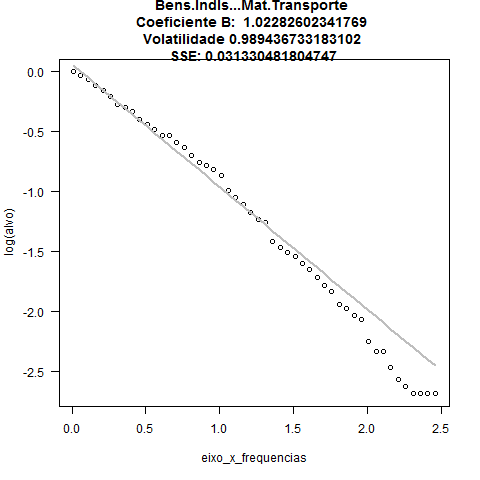 Bens.Indls...Mat.Transporte
Coeficiente B:  1.02282602341769
Volatilidade 0.989436733183102
SSE: 0.031330481804747
log(alvo)
0.0
-0.5
-1.0
-1.5
-2.0
-2.5
0.0 0.5 1.0 1.5 2.0 2.5
eixo_x_frequencias